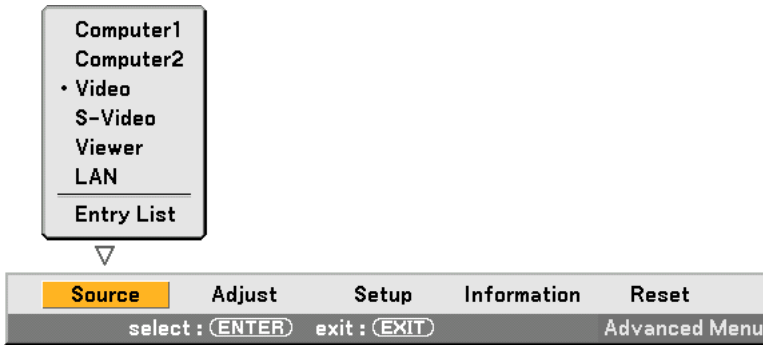 Computer1
Computer2
• Video
S-Video
Viewer
LAN
Entry List
Source Adjust Setup Information Reset
select : ENTER exit : EXIT Advanced Menu